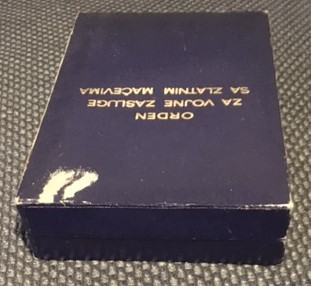 ORDEN
ZA VOJNE ZASLUGE
SA ZLATNIM MAČEVIMA